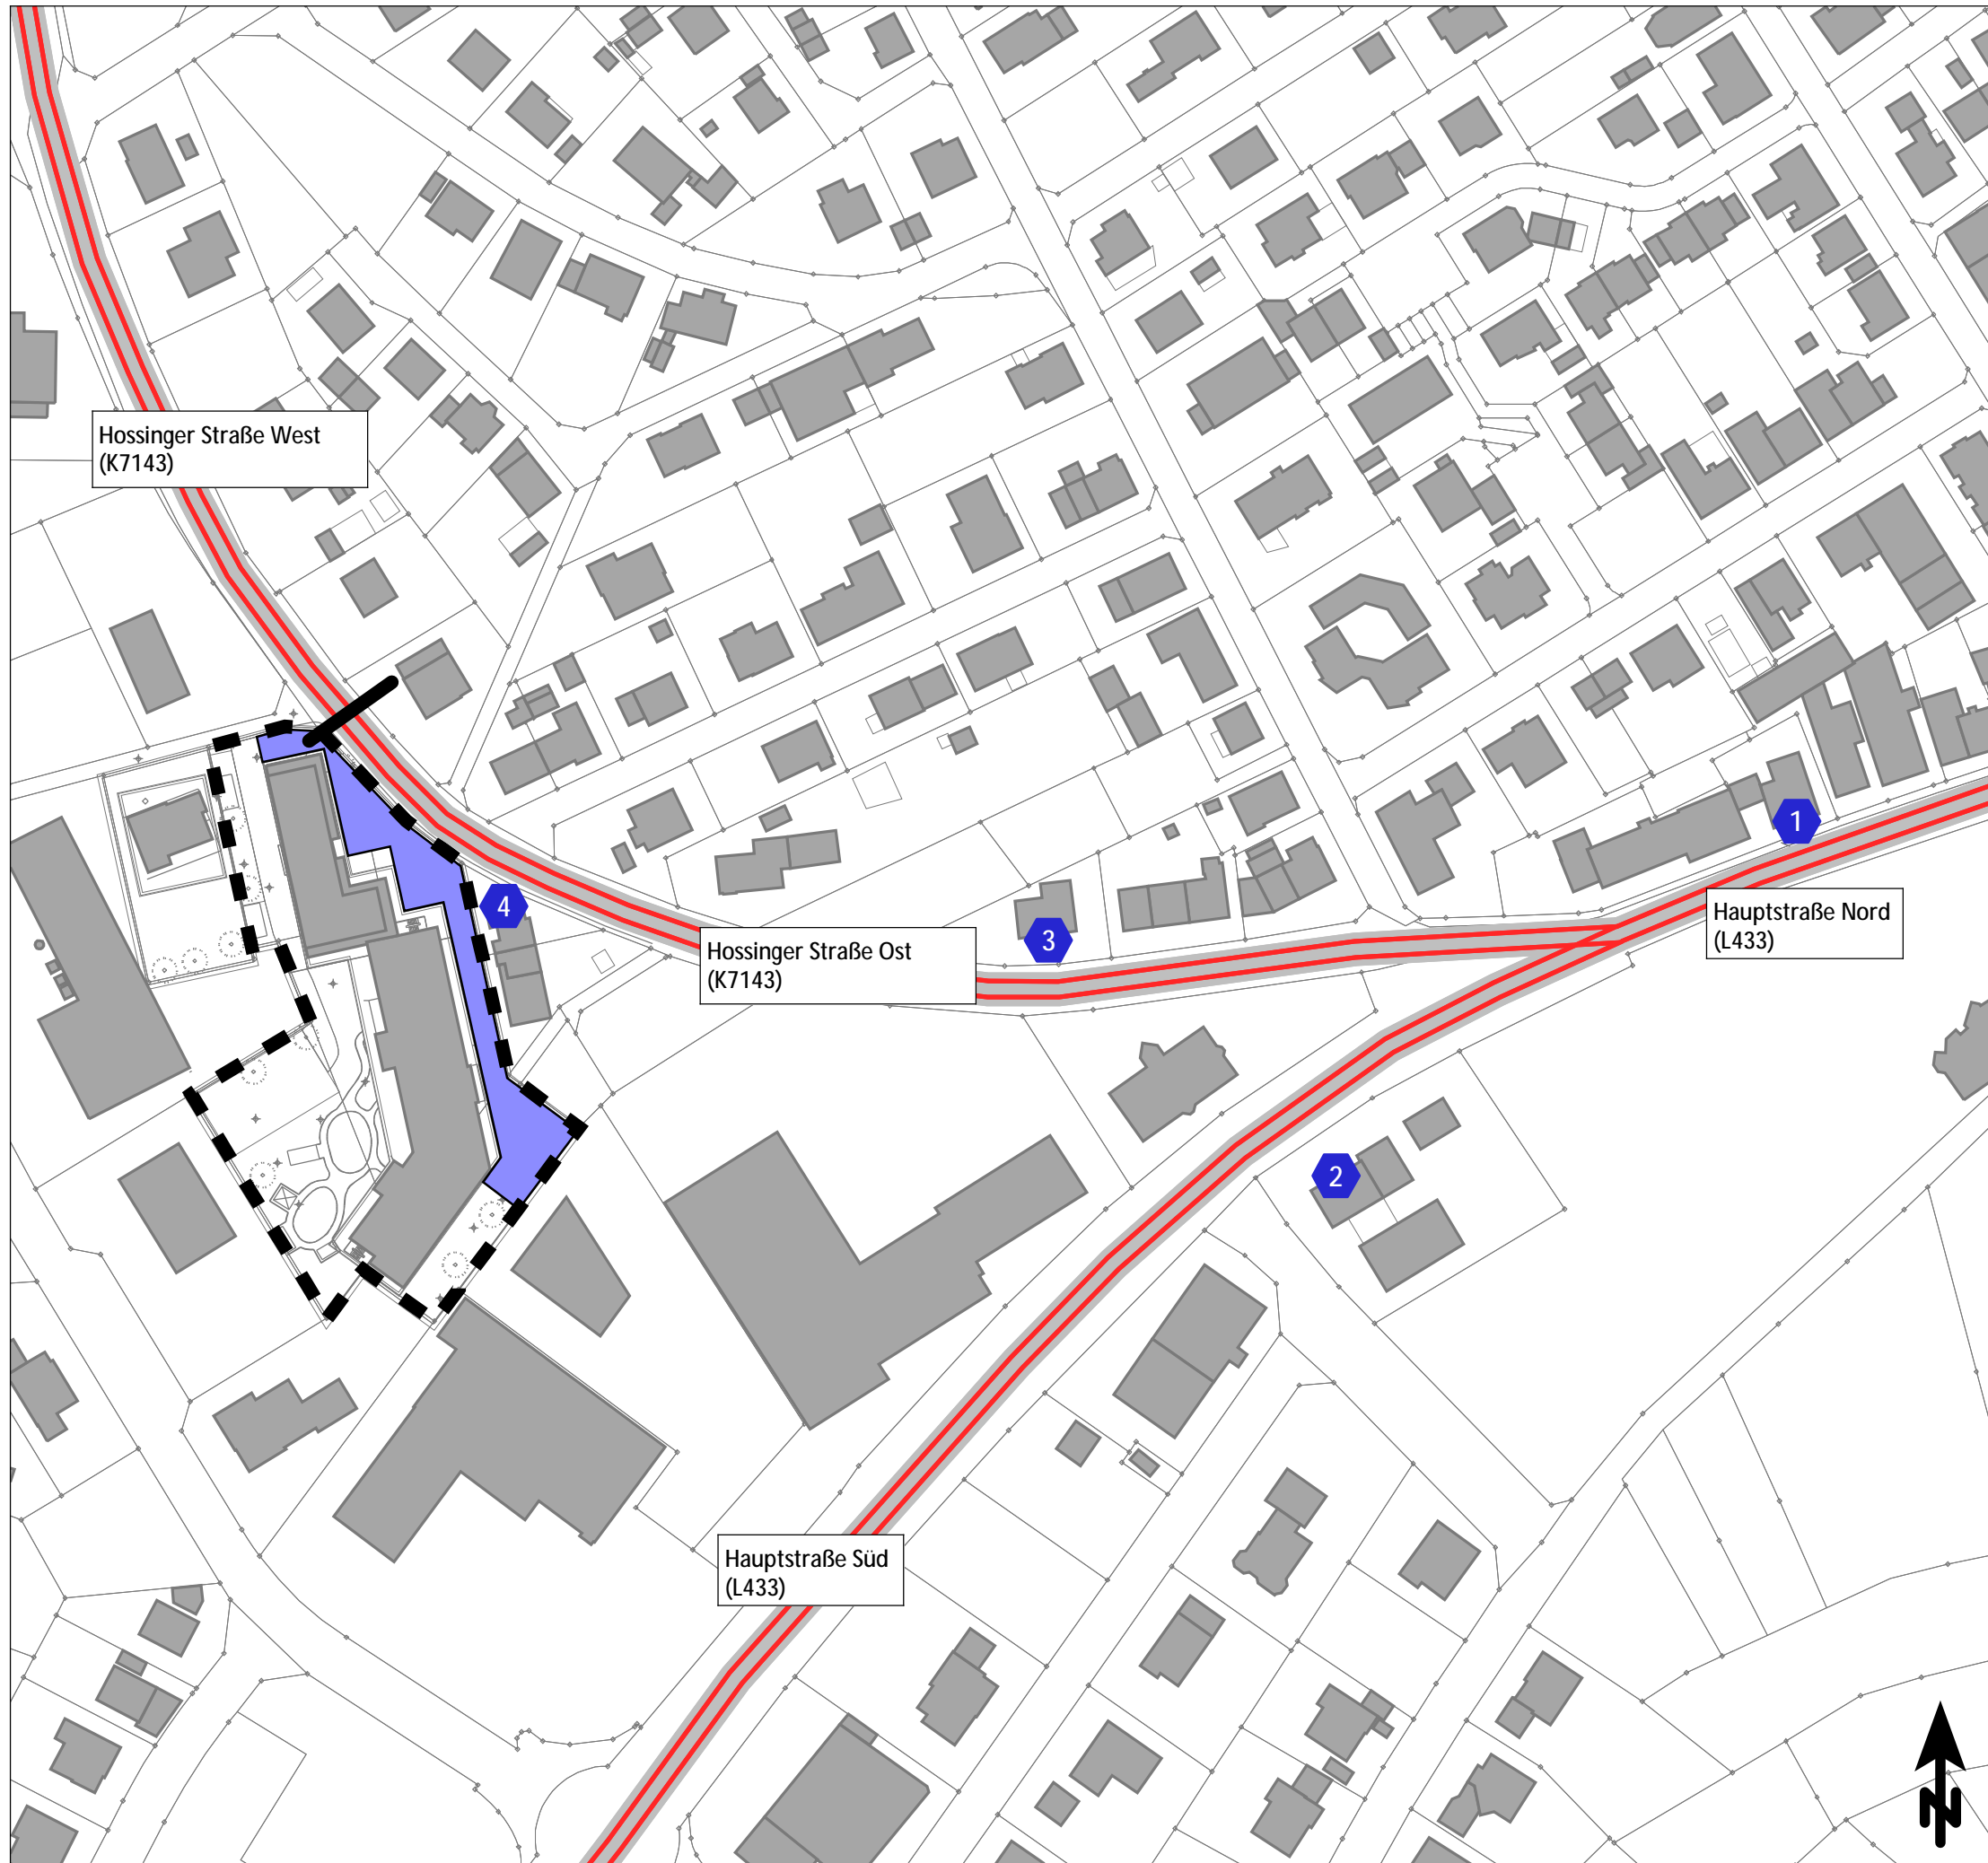 Hossinger Straße West
(K7143)
1
Hauptstraße Nord
(L433)
4
Hossinger Straße Ost
(K7143)
3
2
Hauptstraße Süd
(L433)
N